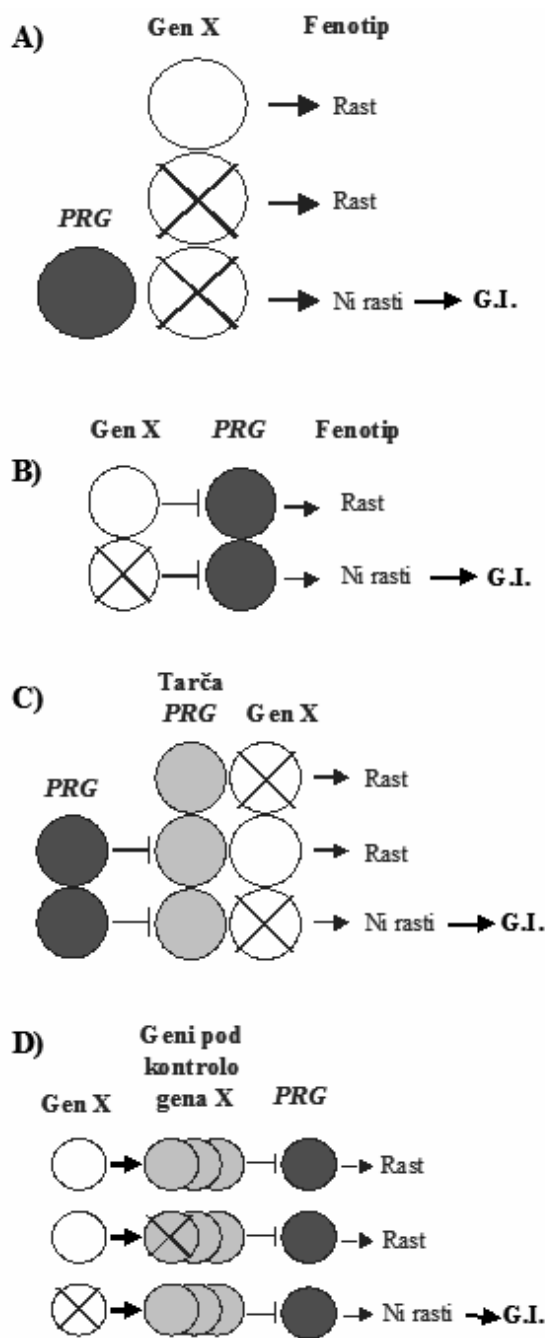 A)
Gen X Fenotip
Rast
Rast
PRG
Ni rasti G.I.
B)
Gen X PRG Fenotip
Rast
Ni rasti G.I.
C)
Tarča
PRG Gen X
PRG
Rast
Rast
Ni rasti G.I.
D)
Geni pod
kontrolo
Gen X gena X PRG
Rast
Rast
Ni rasti G.I.